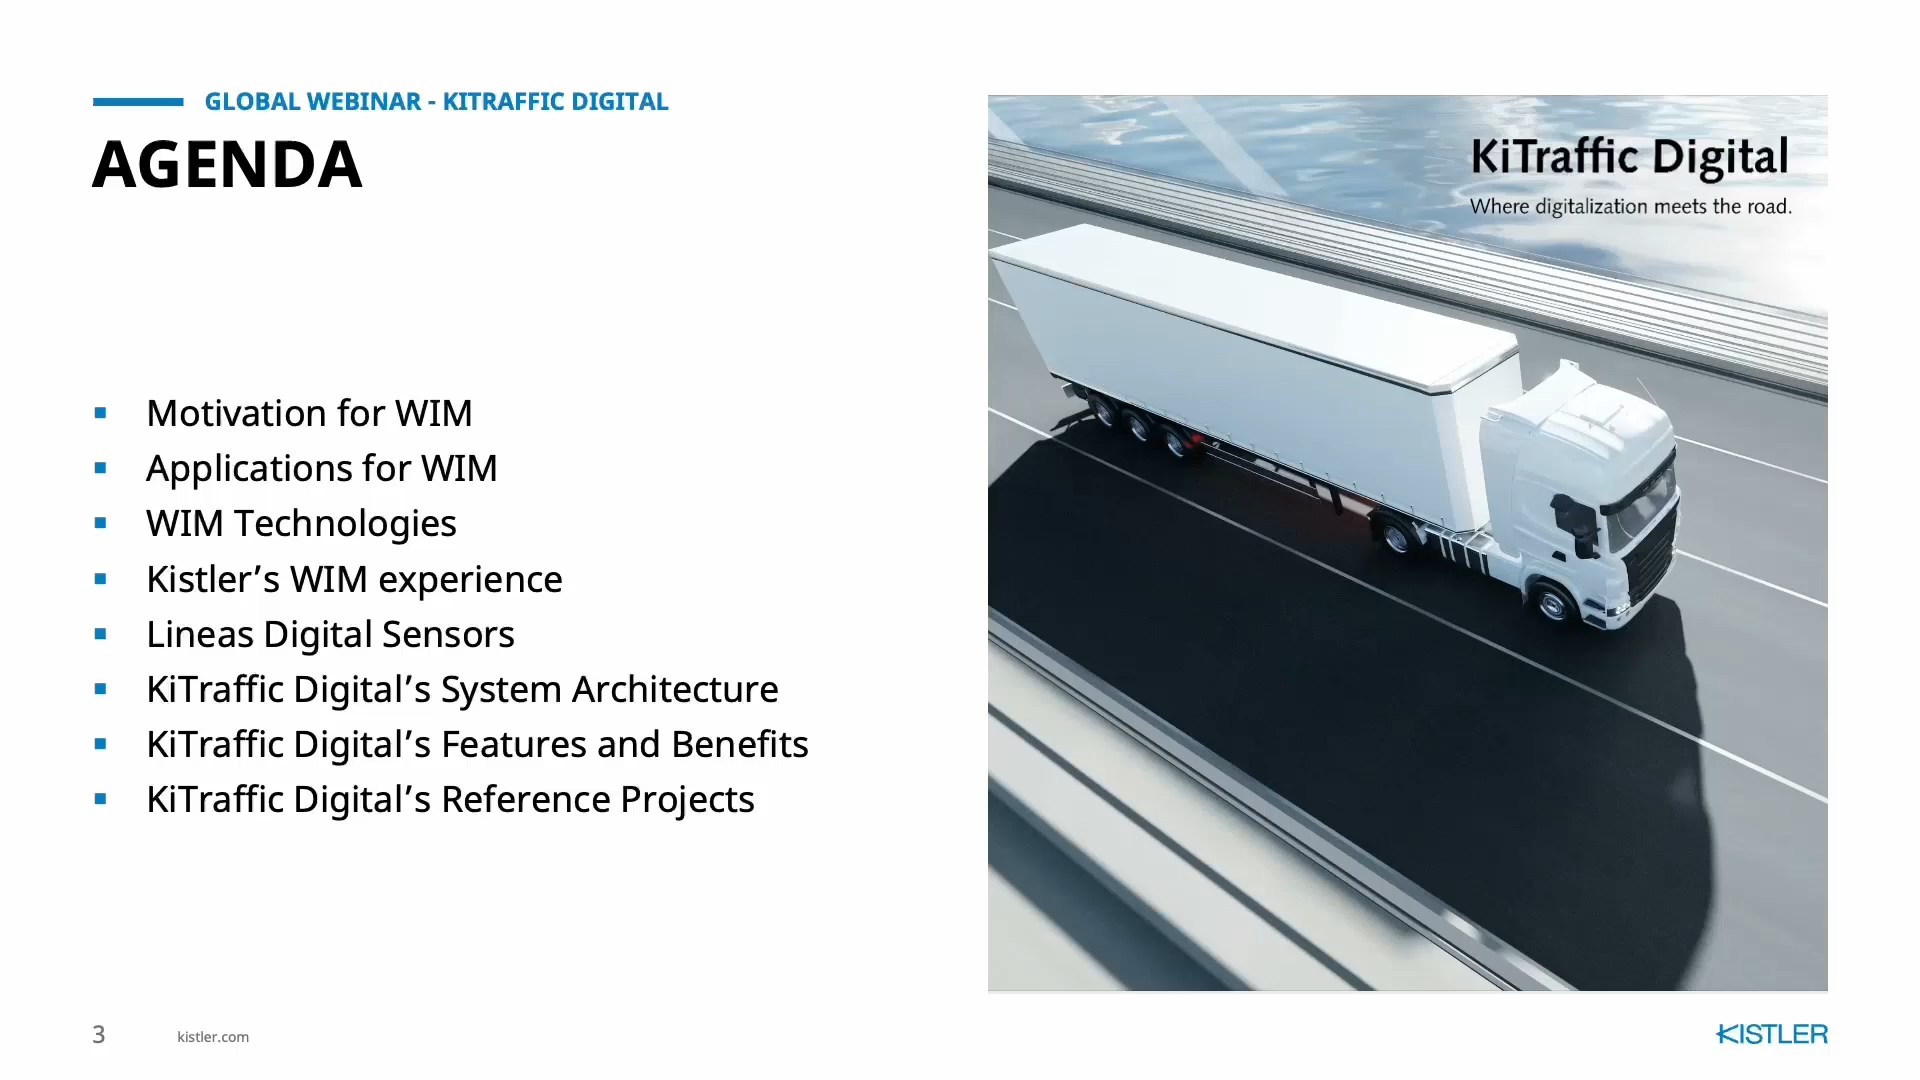 GLOBAL WEBINAR - KITRAFFIC DIGITAL
AGENDA
▪ Motivation for WIM
▪ Applications for WIM
▪ WIM Technologies
▪ Kistler’s WIM experience
▪ Lineas Digital Sensors
▪ KiTraffic Digital’s System Architecture
▪ KiTraffic Digital’s Features and Benefits
▪ KiTraffic Digital’s Reference Projects
KiTraffic Digital
Where digitalization meets the road.
3 kistler.com
KISTLER